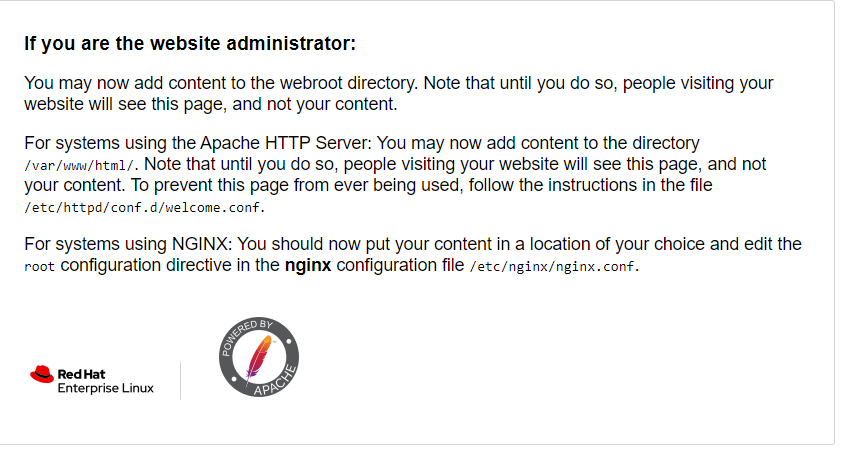 If you are the website administrator:
You may now add content to the webroot directory. Note that until you do so, people visiting your
website will see this page, and not your content.
For systems using the Apache HTTP Server: You may now add content to the directory
/var/www/html/. Note that until you do so, people visiting your website will see this page, and not
your content. To prevent this page from ever being used, follow the instructions in the file
/etc/httpd/conf.d/welcome.conf.
For systems using NGINX: You should now put your content in a location of your choice and edit the
root configuration directive in the nginx configuration file /etc/nginx/nginx.conf.
POWERED BY
APACHE
Red Hat
Enterprise Linux